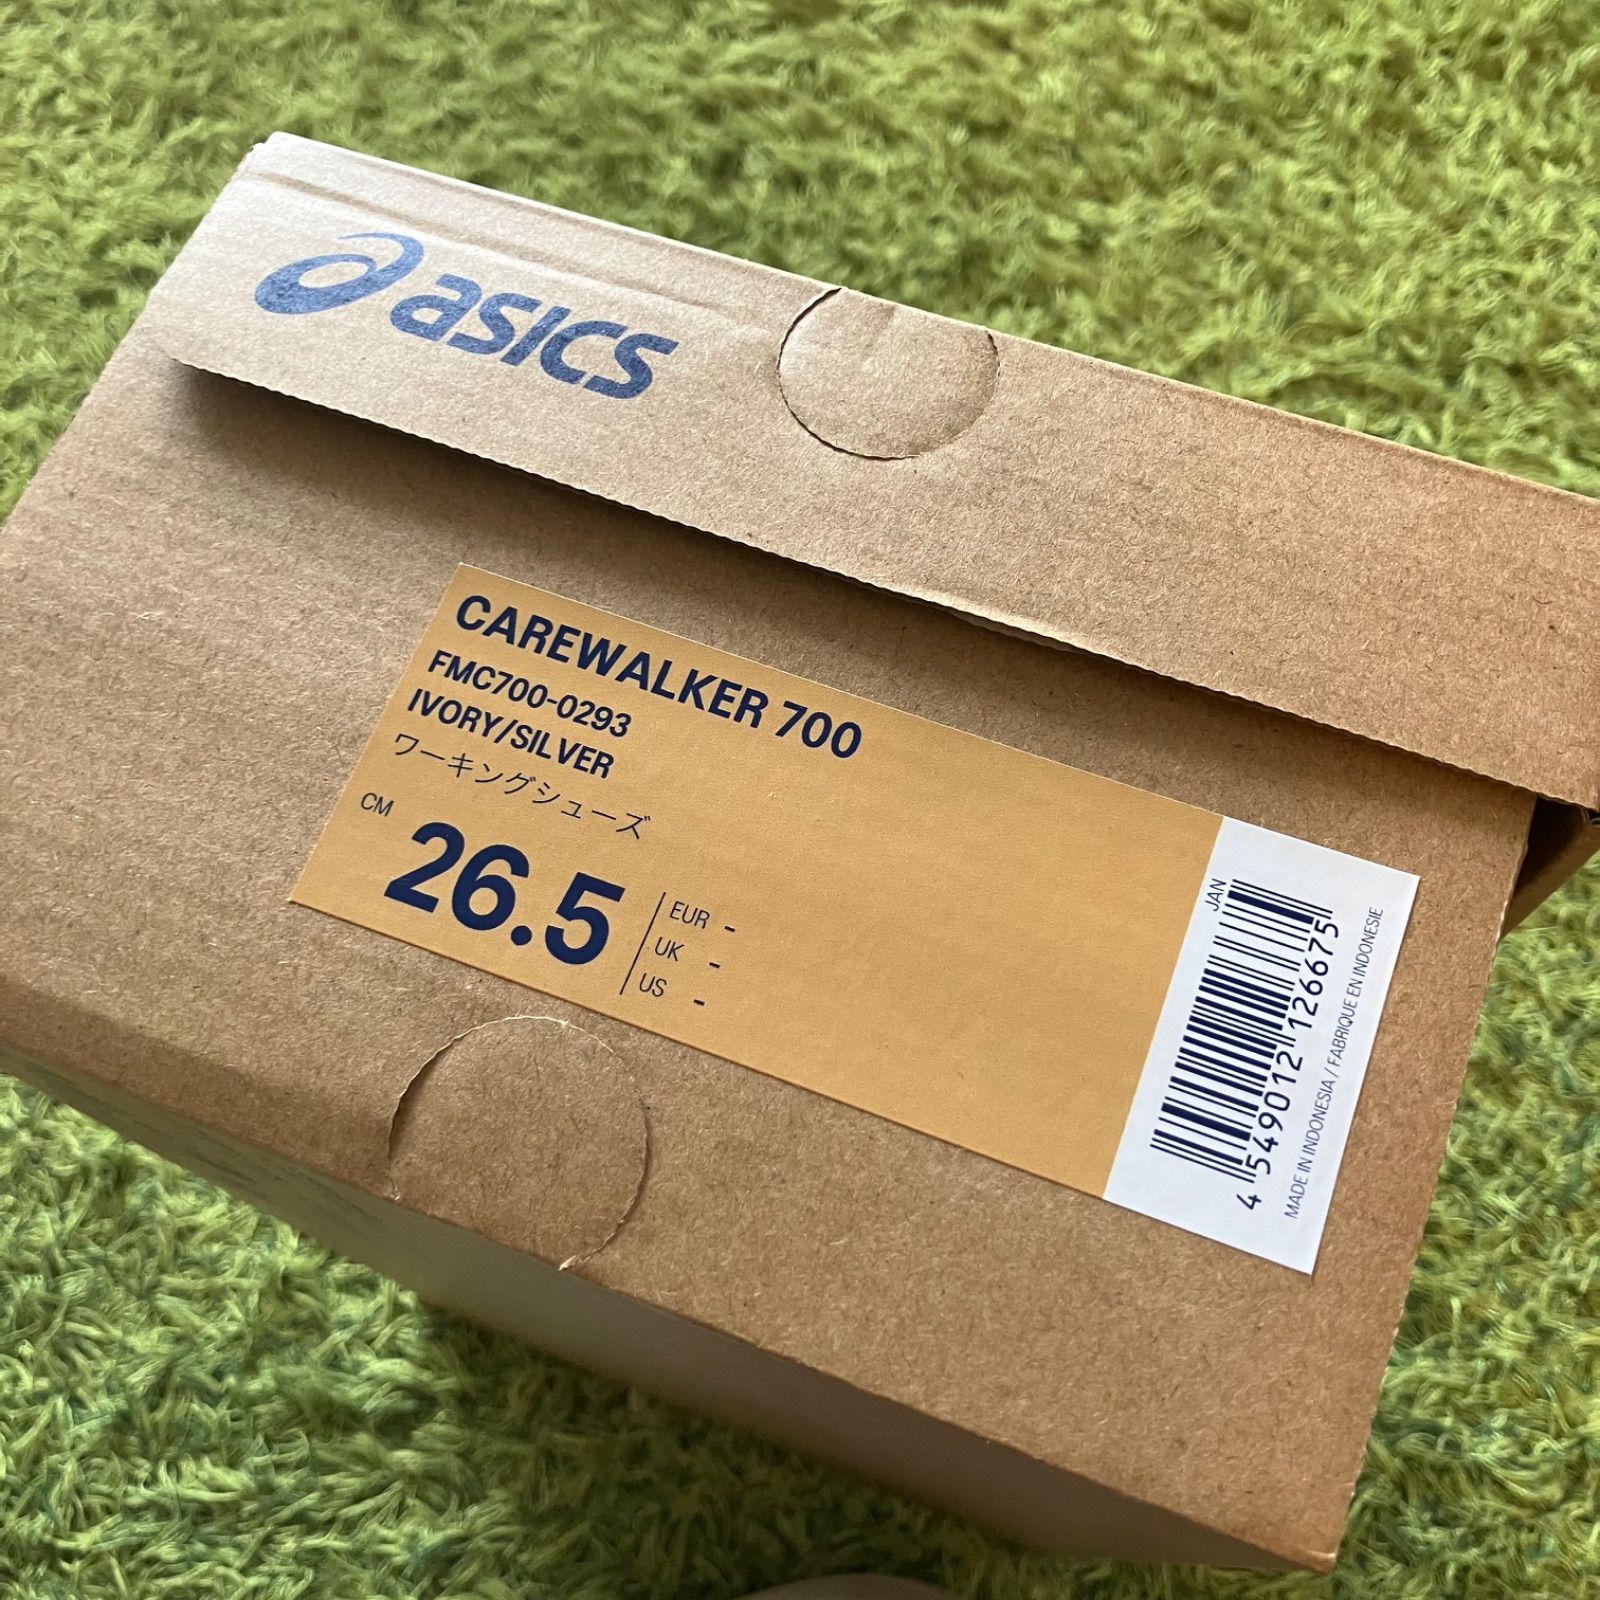 asics
CAREWALKER 700
FMC700-0293
IVORY/SILVER
ワーキングシューズ
CM
26.5
EUR -
UK -
US -
JAN
4 549012 126675
MADE IN INDONESIA / FABRIQUE EN INDONESIE